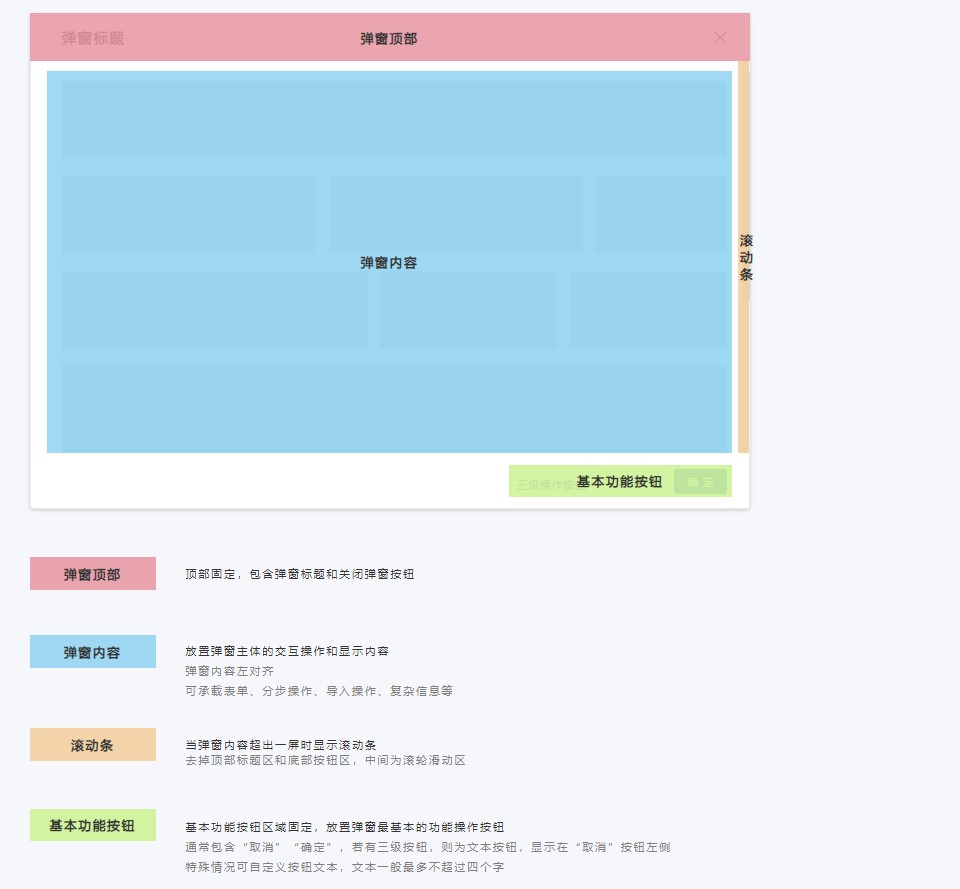 弹窗标题
弹窗顶部
弹窗内容
滚动条
三级操作按
基本功能按钮
确 定
弹窗顶部
顶部固定，包含弹窗标题和关闭弹窗按钮
弹窗内容
放置弹窗主体的交互操作和显示内容
弹窗内容左对齐
可承载表单、分步操作、导入操作、复杂信息等
滚动条
当弹窗内容超出一屏时显示滚动条
去掉顶部标题区和底部按钮区，中间为滚轮滑动区
基本功能按钮
基本功能按钮区域固定，放置弹窗最基本的功能操作按钮
通常包含“取消”“确定”，若有三级按钮，则为文本按钮，显示在“取消”按钮左侧
特殊情况可自定义按钮文本，文本一般最多不超过四个字